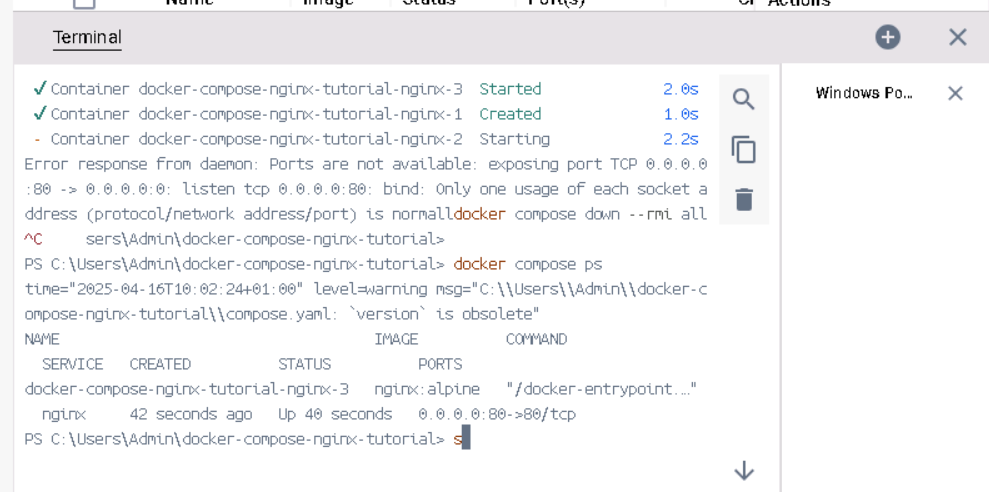 Name Image Status Port(s) CP Actions
Terminal
✓ Container docker-compose-nginx-tutorial-nginx-3 Started 2.0s
✓ Container docker-compose-nginx-tutorial-nginx-1 Created 1.0s
- Container docker-compose-nginx-tutorial-nginx-2 Starting 2.2s
Error response from daemon: Ports are not available: exposing port TCP 0.0.0.0
:80 -> 0.0.0.0:0: listen tcp 0.0.0.0:80: bind: Only one usage of each socket a
ddress (protocol/network address/port) is normalldocker compose down --rmi all
^C sers\Admin\docker-compose-nginx-tutorial>
PS C:\Users\Admin\docker-compose-nginx-tutorial> docker compose ps
time="2025-04-16T10:02:24+01:00" level=warning msg="C:\\Users\\Admin\\docker-c
ompose-nginx-tutorial\\compose.yaml: `version` is obsolete"
NAME IMAGE COMMAND
SERVICE CREATED STATUS PORTS
docker-compose-nginx-tutorial-nginx-3 nginx:alpine "/docker-entrypoint.…"
nginx 42 seconds ago Up 40 seconds 0.0.0.0:80->80/tcp
PS C:\Users\Admin\docker-compose-nginx-tutorial> s
Windows Po...